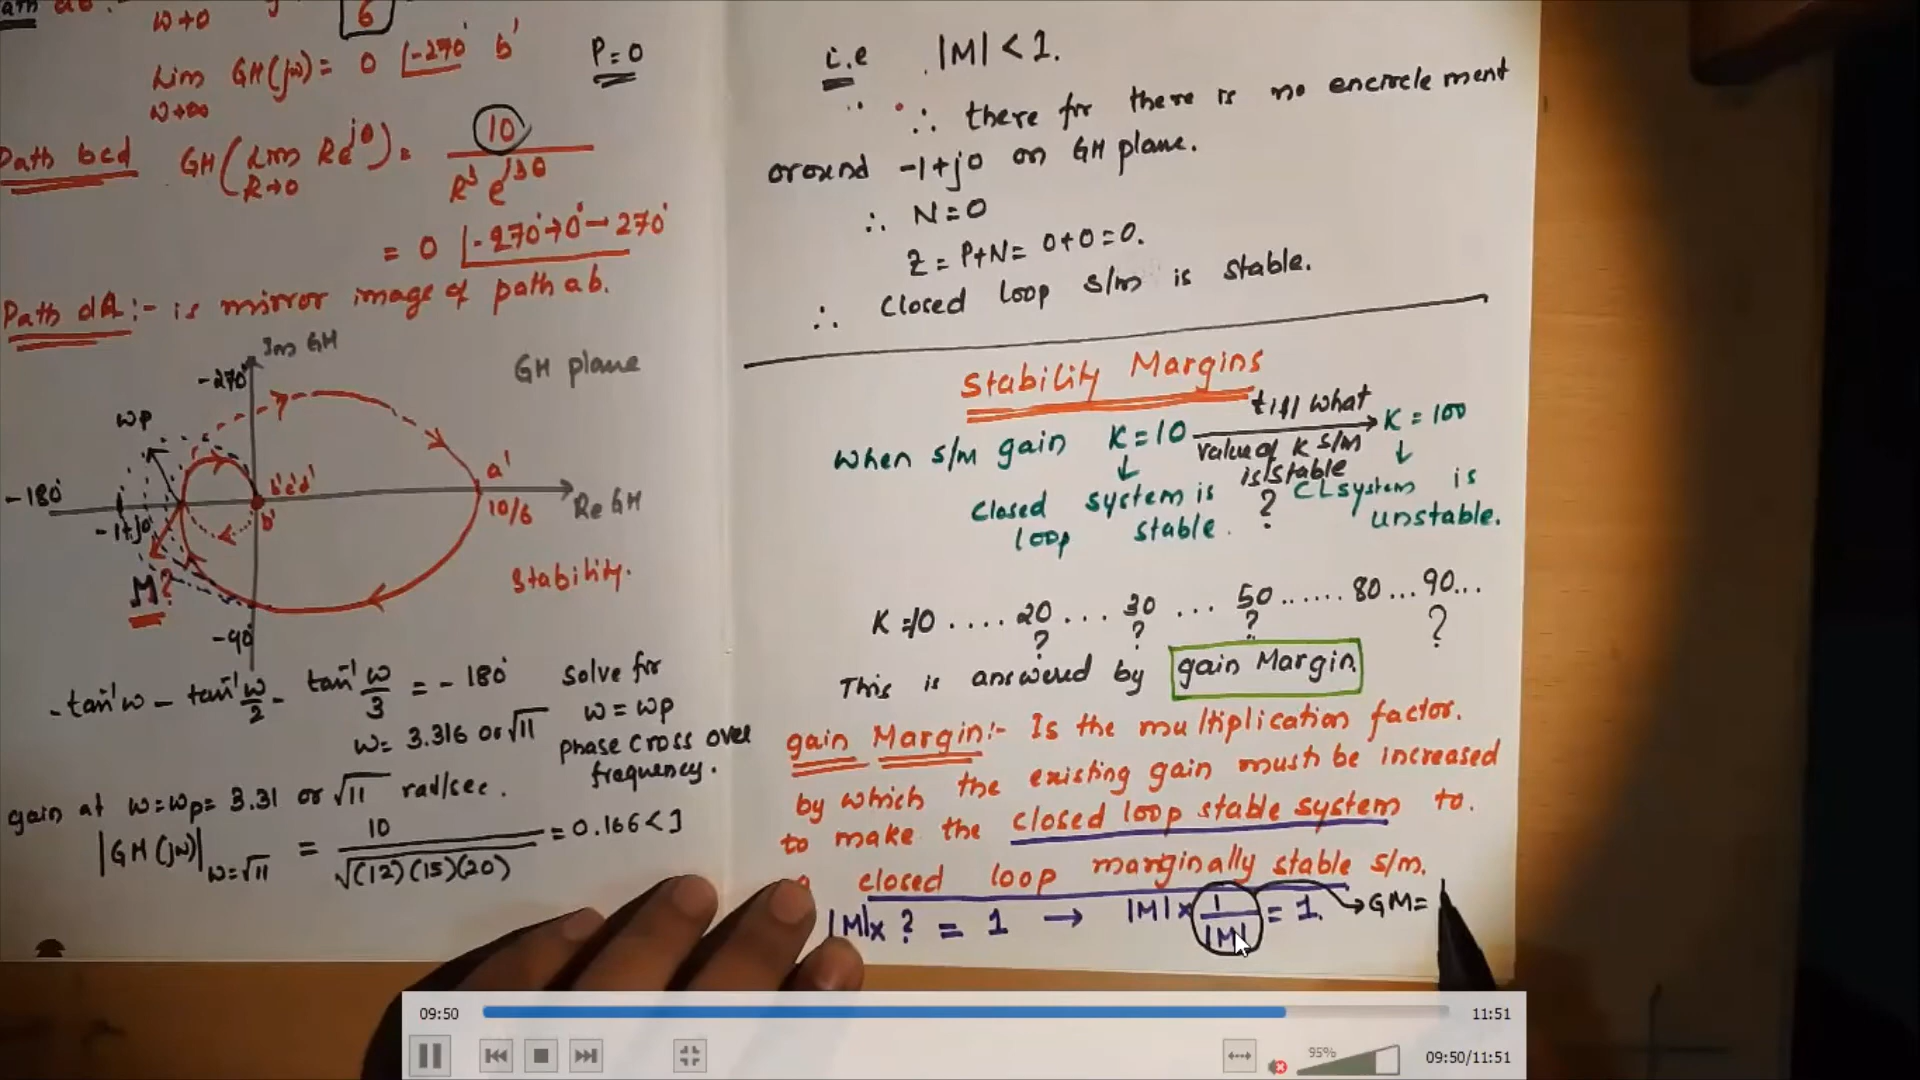 ω→0
6
Lim GH(jω)= 0 ∠-270° b'
ω→∞
P=0
Path bcd GH(Lim Re^jθ)= 10
R→0 R³ e^j3θ
= 0 ∠-270°→0°→270°
Path da:- is mirror image of path ab.
Im GH
-270°
GH plane
ωp
a'
-180°
b'c'd'
10/6
Re GH
-1+j0
b'
M?
Stability.
-90°
-tan⁻¹ω - tan⁻¹ω/2 - tan⁻¹ω/3 = -180° solve for
ω = ωp
ω= 3.316 or √11 phase cross over
frequency.
gain at ω=ωp= 3.31 or √11 rad/sec.
|GH(jω)|ω=√11 = 10/√(12)(15)(20) = 0.166<1
i.e |M| < 1.
∴ there for there is no encirclement
around -1+j0 on GH plane.
∴ N=0
Z = P+N= 0+0=0.
∴ Closed loop s/m is stable.
Stability Margins
When s/m gain K=10 till what K = 100
value of K s/m
is stable
?
↓ ↓
Closed system is CL system is
loop stable. unstable.
K=10 .... 20 ... 30 ... 50 ...... 80 ... 90...
? ? ? ?
This is answered by gain Margin
gain Margin:- Is the multiplication factor.
by which the existing gain must be increased
to make the closed loop stable system to.
closed loop marginally stable s/m.
|M|x ? = 1 → |M|x 1/|M| = 1. → GM=
09:50
11:51
95%
09:50/11:51